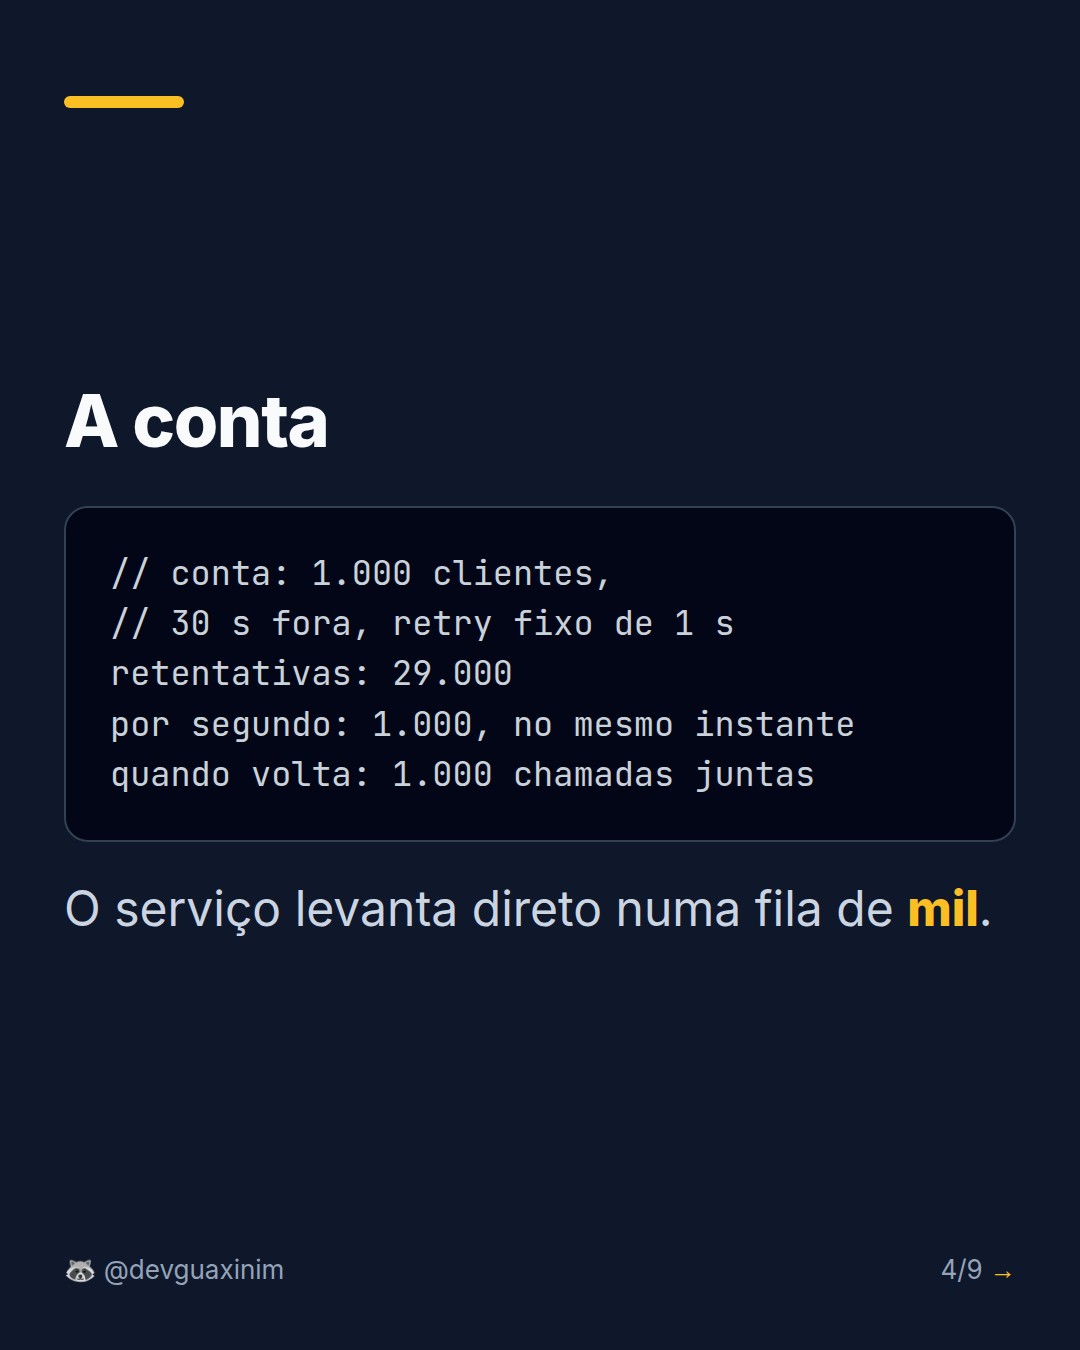 A conta
// conta: 1.000 clientes,
// 30 s fora, retry fixo de 1 s
retentativas: 29.000
por segundo: 1.000, no mesmo instante
quando volta: 1.000 chamadas juntas
O serviço levanta direto numa fila de mil.
🦝 @devguaxinim
4/9 →